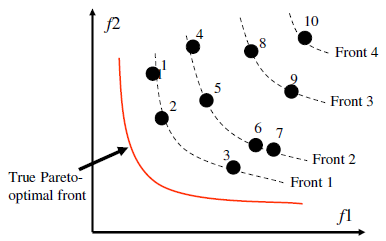 f2
10
4
8
Front 4
1
5
9
Front 3
2
6 7
Front 2
3
Front 1
True Pareto-
optimal front
f1